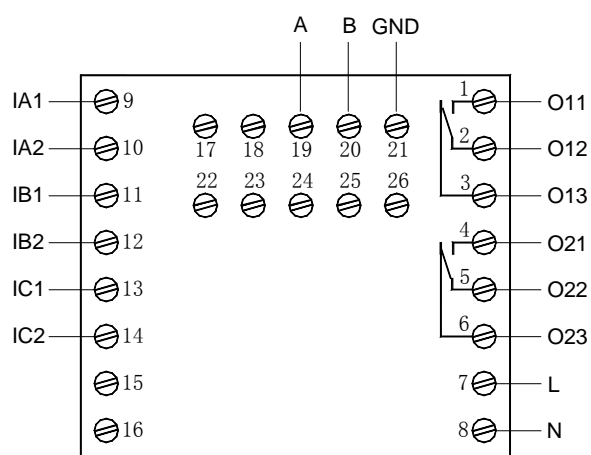 A B GND
IA1 9 1 O11
17 18 19 20 21
IA2 10 2 O12
22 23 24 25 26
IB1 11 3 O13
IB2 12 4 O21
IC1 13 5 O22
IC2 14 6 O23
15 7 L
16 8 N